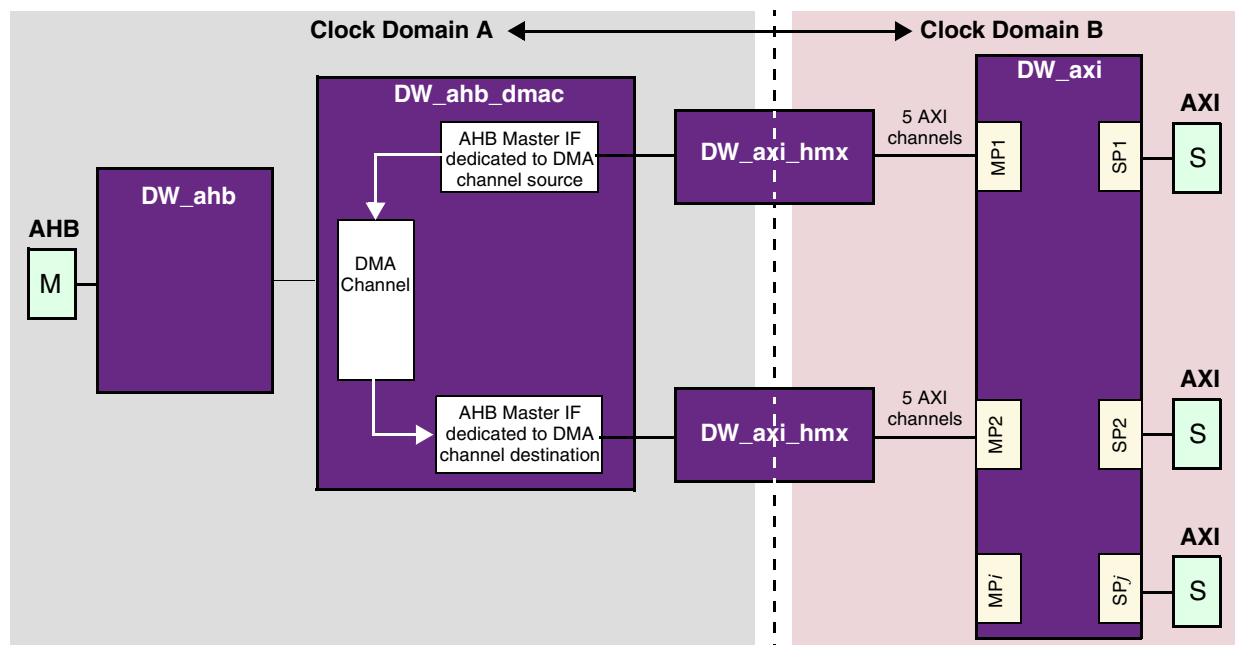 Clock Domain A
Clock Domain B
DW_ahb_dmac
DW_axi
AHB Master IF
dedicated to DMA
channel source
DW_axi_hmx
5 AXI
channels
MP1
SP1
AXI
S
DW_ahb
AHB
M
DMA
Channel
AHB Master IF
dedicated to DMA
channel destination
DW_axi_hmx
5 AXI
channels
MP2
SP2
AXI
S
MPi
SPj
AXI
S